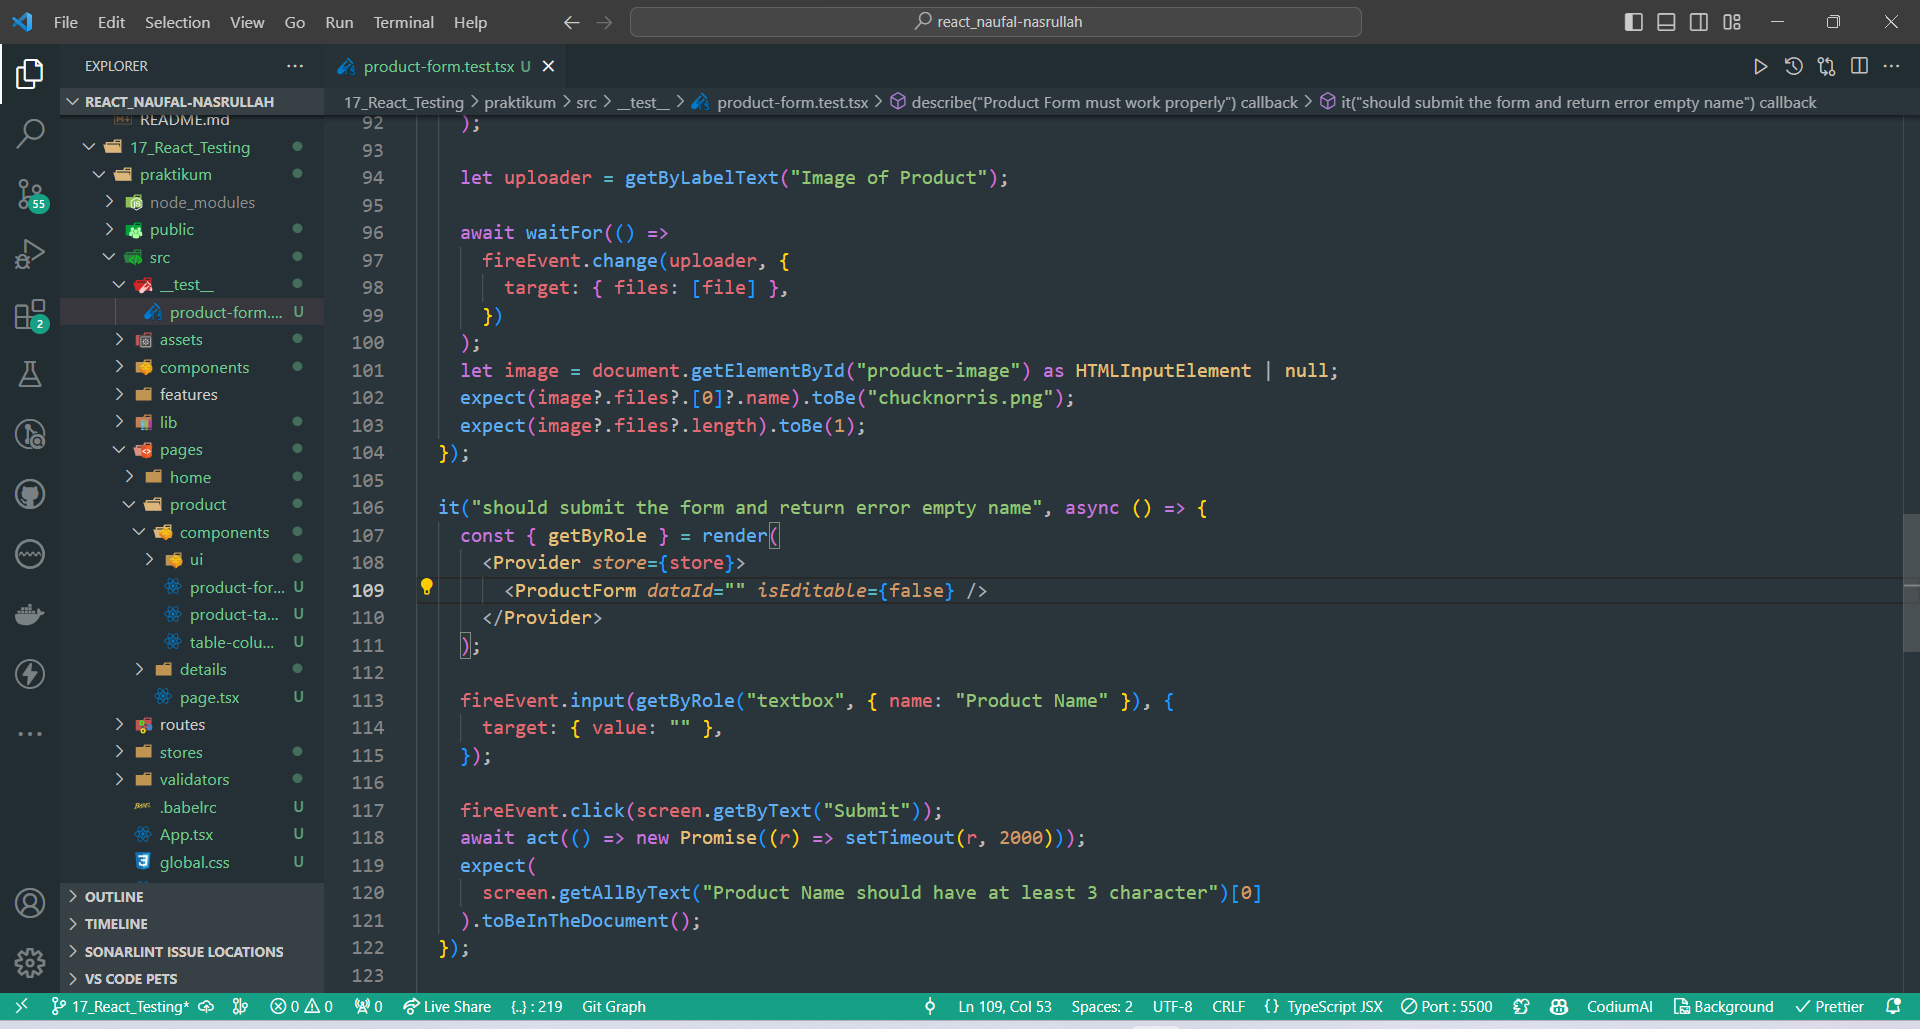 File Edit Selection View Go Run Terminal Help
react_naufal-nasrullah
EXPLORER
product-form.test.tsx U
REACT_NAUFAL-NASRULLAH
17_React_Testing > praktikum > src > __test__ > product-form.test.tsx > describe("Product Form must work properly") callback > it("should submit the form and return error empty name") callback
README.md
17_React_Testing
praktikum
node_modules
public
src
__test__
product-form.... U
assets
components
features
lib
pages
home
product
components
ui
product-for... U
product-ta... U
table-colu... U
details
page.tsx U
routes
stores
validators
.babelrc U
App.tsx U
global.css U
OUTLINE
TIMELINE
SONARLINT ISSUE LOCATIONS
VS CODE PETS
55
2
92 );
93
94 let uploader = getByLabelText("Image of Product");
95
96 await waitFor(() =>
97 fireEvent.change(uploader, {
98 target: { files: [file] },
99 })
100 );
101 let image = document.getElementById("product-image") as HTMLInputElement | null;
102 expect(image?.files?.[0]?.name).toBe("chucknorris.png");
103 expect(image?.files?.length).toBe(1);
104 });
105
106 it("should submit the form and return error empty name", async () => {
107 const { getByRole } = render(
108 <Provider store={store}>
109 <ProductForm dataId="" isEditable={false} />
110 </Provider>
111 );
112
113 fireEvent.input(getByRole("textbox", { name: "Product Name" }), {
114 target: { value: "" },
115 });
116
117 fireEvent.click(screen.getByText("Submit"));
118 await act(() => new Promise((r) => setTimeout(r, 2000)));
119 expect(
120 screen.getAllByText("Product Name should have at least 3 character")[0]
121 ).toBeInTheDocument();
122 });
123
17_React_Testing* 0 0 0 Live Share {..} : 219 Git Graph Ln 109, Col 53 Spaces: 2 UTF-8 CRLF {} TypeScript JSX Port : 5500 CodiumAI Background Prettier